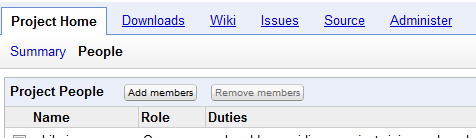 Project Home Downloads Wiki Issues Source Administer
Summary People
Project People Add members Remove members
Name Role Duties